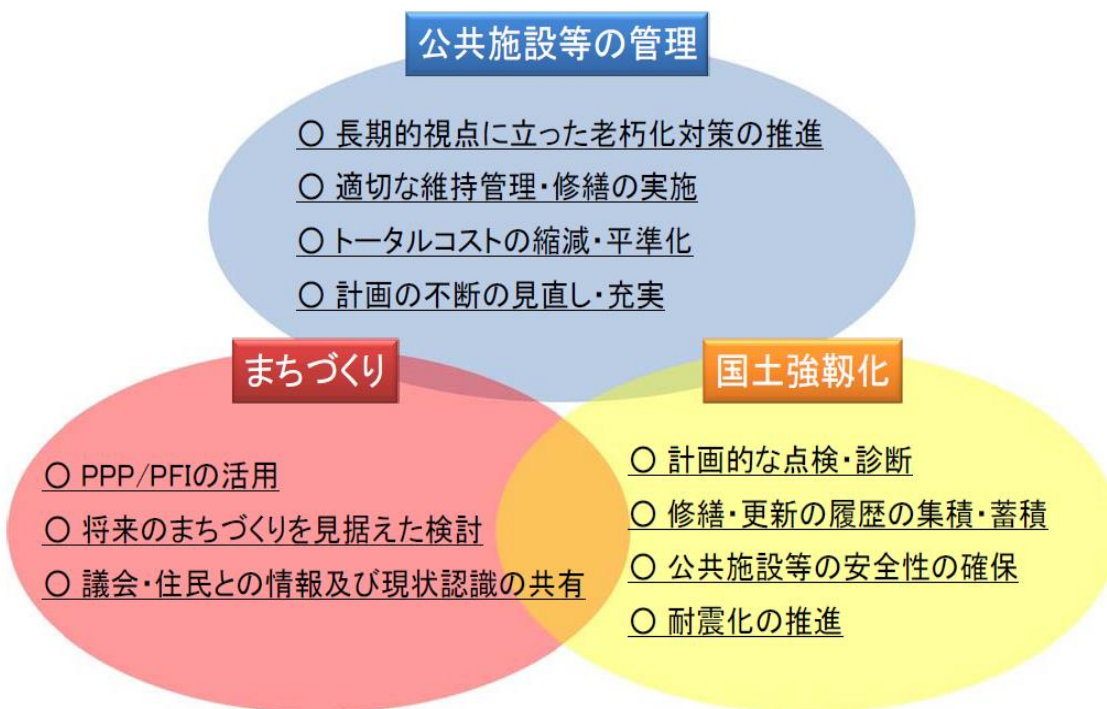 公共施設等の管理
〇 長期的視点に立った老朽化対策の推進
〇 適切な維持管理・修繕の実施
〇 トータルコストの縮減・平準化
〇 計画の不断の見直し・充実
まちづくり
〇 PPP/PFIの活用
〇 将来のまちづくりを見据えた検討
〇 議会・住民との情報及び現状認識の共有
国土強靱化
〇 計画的な点検・診断
〇 修繕・更新の履歴の集積・蓄積
〇 公共施設等の安全性の確保
〇 耐震化の推進